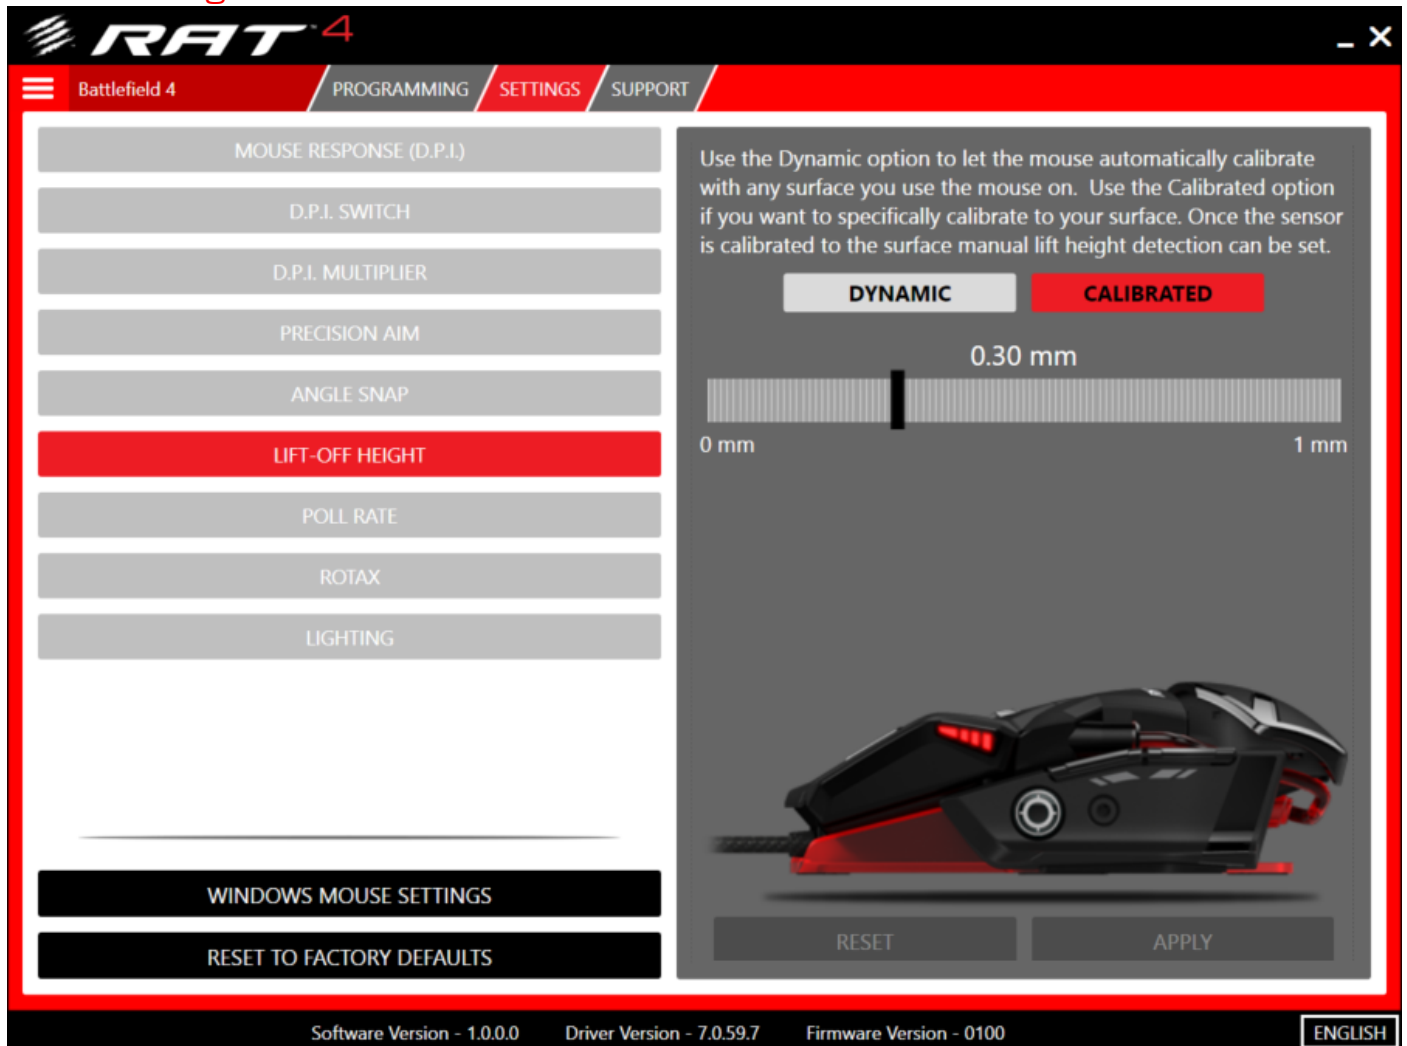 RAT™4
Battlefield 4
PROGRAMMING
SETTINGS
SUPPORT
MOUSE RESPONSE (D.P.I.)
D.P.I. SWITCH
D.P.I. MULTIPLIER
PRECISION AIM
ANGLE SNAP
LIFT-OFF HEIGHT
POLL RATE
ROTAX
LIGHTING
WINDOWS MOUSE SETTINGS
RESET TO FACTORY DEFAULTS
Use the Dynamic option to let the mouse automatically calibrate
with any surface you use the mouse on.  Use the Calibrated option
if you want to specifically calibrate to your surface. Once the sensor
is calibrated to the surface manual lift height detection can be set.
DYNAMIC
CALIBRATED
0.30 mm
0 mm
1 mm
RESET
APPLY
Software Version - 1.0.0.0
Driver Version - 7.0.59.7
Firmware Version - 0100
ENGLISH